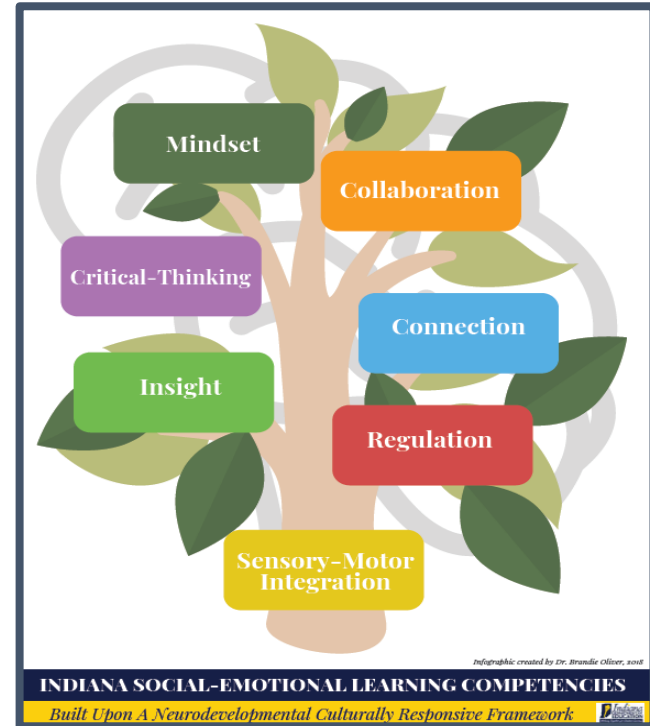 Mindset
Collaboration
Critical-Thinking
Connection
Insight
Regulation
Sensory-Motor
Integration
Infographic created by Dr. Brandie Oliver, 2018
INDIANA SOCIAL-EMOTIONAL LEARNING COMPETENCIES
Built Upon A Neurodevelopmental Culturally Responsive Framework
Indiana